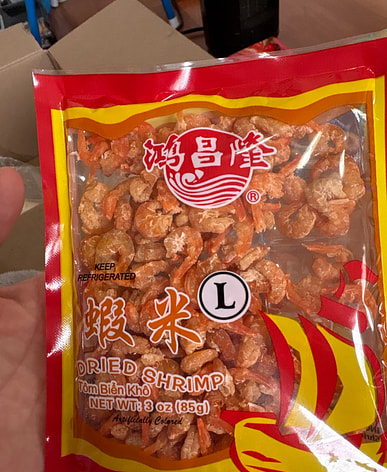 鴻昌隆
®
KEEP
REFRIGERATED
L
蝦米
DRIED SHRIMP
Tôm Biển Khô
NET WT: 3 oz (85g)
Artificially Colored